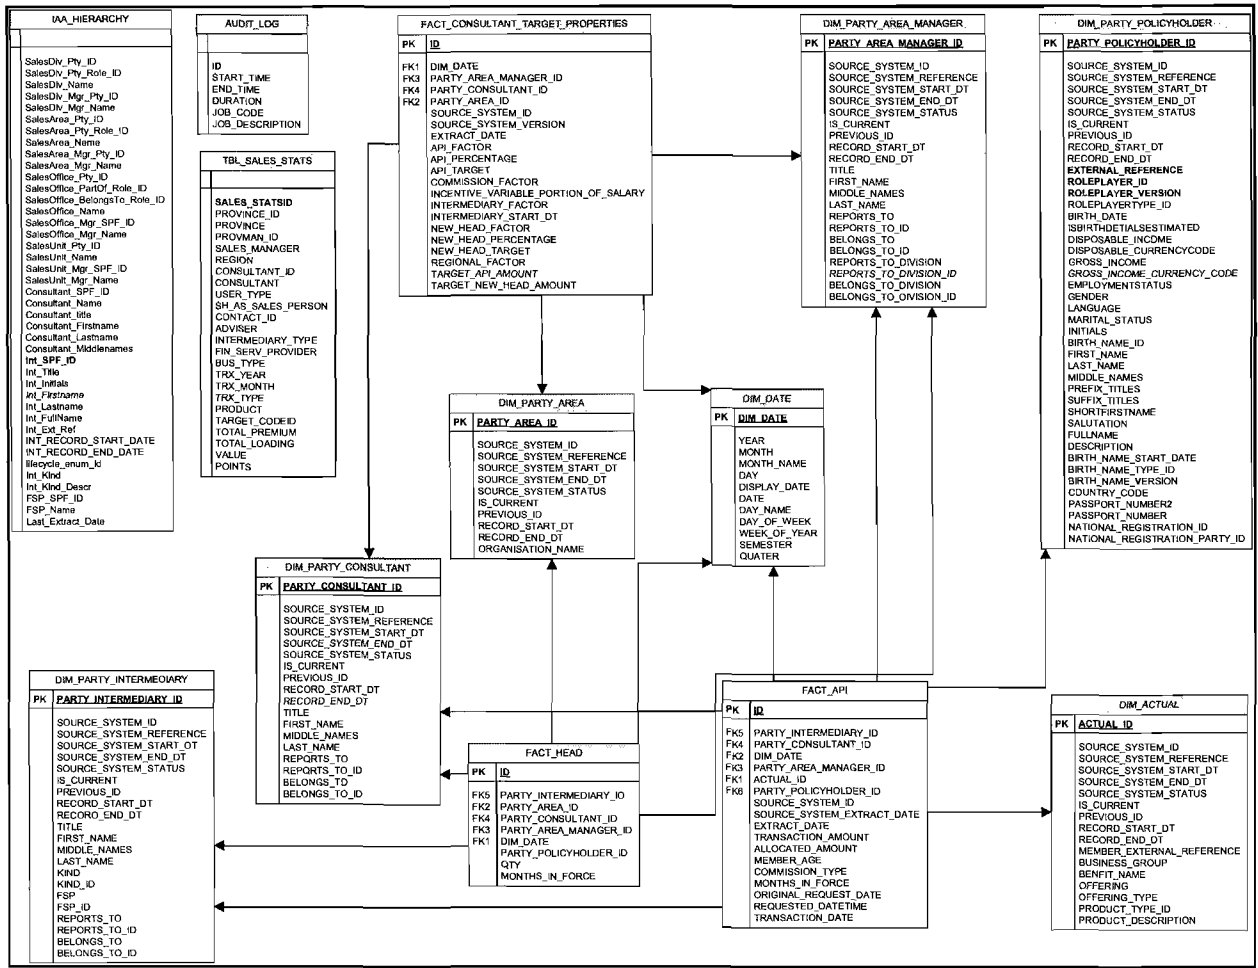 IAA_HIERARCHY
SalesDiv_Pty_ID
SalesDiv_Pty_Role_ID
SalesDiv_Name
SalesDiv_Mgr_Pty_ID
SalesDiv_Mgr_Name
SalesArea_Pty_ID
SalesArea_Pty_Role_ID
SalesArea_Name
SalesArea_Mgr_Pty_ID
SalesArea_Mgr_Name
SalesOffice_Pty_ID
SalesOffice_PartOf_Role_ID
SalesOffice_BelongsTo_Role_ID
SalesOffice_Name
SalesOffice_Mgr_SPF_ID
SalesOffice_Mgr_Name
SalesUnit_Pty_ID
SalesUnit_Name
SalesUnit_Mgr_SPF_ID
SalesUnit_Mgr_Name
Consultant_SPF_ID
Consultant_Name
Consultant_title
Consultant_Firstname
Consultant_Lastname
Consultant_Middlenames
Int_SPF_ID
Int_Title
Int_Initials
Int_Firstname
Int_Lastname
Int_FullName
Int_Ext_Ref
INT_RECORD_START_DATE
INT_RECORD_END_DATE
lifecycle_enum_id
Int_Kind
Int_Kind_Descr
FSP_SPF_ID
FSP_Name
Last_Extract_Date
AUDIT_LOG
ID
START_TIME
END_TIME
DURATION
JOB_CODE
JOB_DESCRIPTION
TBL_SALES_STATS
SALES_STATSID
PROVINCE_ID
PROVINCE
PROVMAN_ID
SALES_MANAGER
REGION
CONSULTANT_ID
CONSULTANT
USER_TYPE
SH_AS_SALES_PERSON
CONTACT_ID
ADVISER
INTERMEDIARY_TYPE
FIN_SERV_PROVIDER
BUS_TYPE
TRX_YEAR
TRX_MONTH
TRX_TYPE
PRODUCT
TARGET_CODEID
TOTAL_PREMIUM
TOTAL_LOADING
VALUE
POINTS
FACT_CONSULTANT_TARGET_PROPERTIES
PK ID
FK1 DIM_DATE
FK3 PARTY_AREA_MANAGER_ID
FK4 PARTY_CONSULTANT_ID
FK2 PARTY_AREA_ID
SOURCE_SYSTEM_ID
SOURCE_SYSTEM_VERSION
EXTRACT_DATE
API_FACTOR
API_PERCENTAGE
API_TARGET
COMMISSION_FACTOR
INCENTIVE_VARIABLE_PORTION_OF_SALARY
INTERMEDIARY_FACTOR
INTERMEDIARY_START_DT
NEW_HEAD_FACTOR
NEW_HEAD_PERCENTAGE
NEW_HEAD_TARGET
REGIONAL_FACTOR
TARGET_API_AMOUNT
TARGET_NEW_HEAD_AMOUNT
DIM_PARTY_AREA_MANAGER
PK PARTY_AREA_MANAGER_ID
SOURCE_SYSTEM_ID
SOURCE_SYSTEM_REFERENCE
SOURCE_SYSTEM_START_DT
SOURCE_SYSTEM_END_DT
SOURCE_SYSTEM_STATUS
IS_CURRENT
PREVIOUS_ID
RECORD_START_DT
RECORD_END_DT
TITLE
FIRST_NAME
MIDDLE_NAMES
LAST_NAME
REPORTS_TO
REPORTS_TO_ID
BELONGS_TO
BELONGS_TO_ID
REPORTS_TO_DIVISION
REPORTS_TO_DIVISION_ID
BELONGS_TO_DIVISION
BELONGS_TO_OIVISION_ID
DIM_PARTY_POLICYHOLDER
PK PARTY_POLICYHOLDER_ID
SOURCE_SYSTEM_ID
SOURCE_SYSTEM_REFERENCE
SOURCE_SYSTEM_START_DT
SOURCE_SYSTEM_END_DT
SOURCE_SYSTEM_STATUS
IS_CURRENT
PREVIOUS_ID
RECORD_START_DT
RECORD_END_DT
EXTERNAL_REFERENCE
ROLEPLAYER_ID
ROLEPLAYER_VERSION
ROLEPLAYERTYPE_ID
BIRTH_DATE
ISBIRTHDETIALSESTIMATED
DISPOSABLE_INCOME
DISPOSABLE_CURRENCYCODE
GROSS_INCOME
GROSS_INCOME_CURRENCY_CODE
EMPLOYMENTSTATUS
GENDER
LANGUAGE
MARITAL_STATUS
INITIALS
BIRTH_NAME_ID
FIRST_NAME
LAST_NAME
MIDDLE_NAMES
PREFIX_TITLES
SUFFIX_TITLES
SHORTFIRSTNAME
SALUTATION
FULLNAME
DESCRIPTION
BIRTH_NAME_START_DATE
BIRTH_NAME_TYPE_ID
BIRTH_NAME_VERSION
COUNTRY_CODE
PASSPORT_NUMBER2
PASSPORT_NUMBER
NATIONAL_REGISTRATION_ID
NATIONAL_REGISTRATION_PARTY_ID
DIM_PARTY_AREA
PK PARTY_AREA_ID
SOURCE_SYSTEM_ID
SOURCE_SYSTEM_REFERENCE
SOURCE_SYSTEM_START_DT
SOURCE_SYSTEM_END_DT
SOURCE_SYSTEM_STATUS
IS_CURRENT
PREVIOUS_ID
RECORD_START_DT
RECORD_END_DT
ORGANISATION_NAME
DIM_DATE
PK DIM_DATE
YEAR
MONTH
MONTH_NAME
DAY
DISPLAY_DATE
DATE
DAY_NAME
DAY_OF_WEEK
WEEK_OF_YEAR
SEMESTER
QUATER
DIM_PARTY_CONSULTANT
PK PARTY_CONSULTANT_ID
SOURCE_SYSTEM_ID
SOURCE_SYSTEM_REFERENCE
SOURCE_SYSTEM_START_DT
SOURCE_SYSTEM_END_DT
SOURCE_SYSTEM_STATUS
IS_CURRENT
PREVIOUS_ID
RECORD_START_DT
RECORD_END_DT
TITLE
FIRST_NAME
MIDDLE_NAMES
LAST_NAME
REPORTS_TO
REPORTS_TO_ID
BELONGS_TO
BELONGS_TO_ID
DIM_PARTY_INTERMEDIARY
PK PARTY_INTERMEDIARY_ID
SOURCE_SYSTEM_ID
SOURCE_SYSTEM_REFERENCE
SOURCE_SYSTEM_START_OT
SOURCE_SYSTEM_END_DT
SOURCE_SYSTEM_STATUS
IS_CURRENT
PREVIOUS_ID
RECORD_START_DT
RECORD_END_DT
TITLE
FIRST_NAME
MIDDLE_NAMES
LAST_NAME
KIND
KIND_ID
FSP
FSP_ID
REPORTS_TO
REPORTS_TO_ID
BELONGS_TO
BELONGS_TO_ID
FACT_HEAD
PK ID
FK5 PARTY_INTERMEDIARY_ID
FK2 PARTY_AREA_ID
FK4 PARTY_CONSULTANT_ID
FK3 PARTY_AREA_MANAGER_ID
FK1 DIM_DATE
PARTY_POLICYHOLDER_ID
QTY
MONTHS_IN_FORCE
FACT_API
PK ID
FK5 PARTY_INTERMEDIARY_ID
FK4 PARTY_CONSULTANT_ID
FK2 DIM_DATE
FK3 PARTY_AREA_MANAGER_ID
FK1 ACTUAL_ID
FK6 PARTY_POLICYHOLDER_ID
SOURCE_SYSTEM_ID
SOURCE_SYSTEM_EXTRACT_DATE
EXTRACT_DATE
TRANSACTION_AMOUNT
ALLOCATED_AMOUNT
MEMBER_AGE
COMMISSION_TYPE
MONTHS_IN_FORCE
ORIGINAL_REQUEST_DATE
REQUESTED_DATETIME
TRANSACTION_DATE
DIM_ACTUAL
PK ACTUAL_ID
SOURCE_SYSTEM_ID
SOURCE_SYSTEM_REFERENCE
SOURCE_SYSTEM_START_DT
SOURCE_SYSTEM_END_DT
SOURCE_SYSTEM_STATUS
IS_CURRENT
PREVIOUS_ID
RECORD_START_DT
RECORD_END_DT
MEMBER_EXTERNAL_REFERENCE
BUSINESS_GROUP
BENFIT_NAME
OFFERING
OFFERING_TYPE
PRODUCT_TYPE_ID
PRODUCT_DESCRIPTION